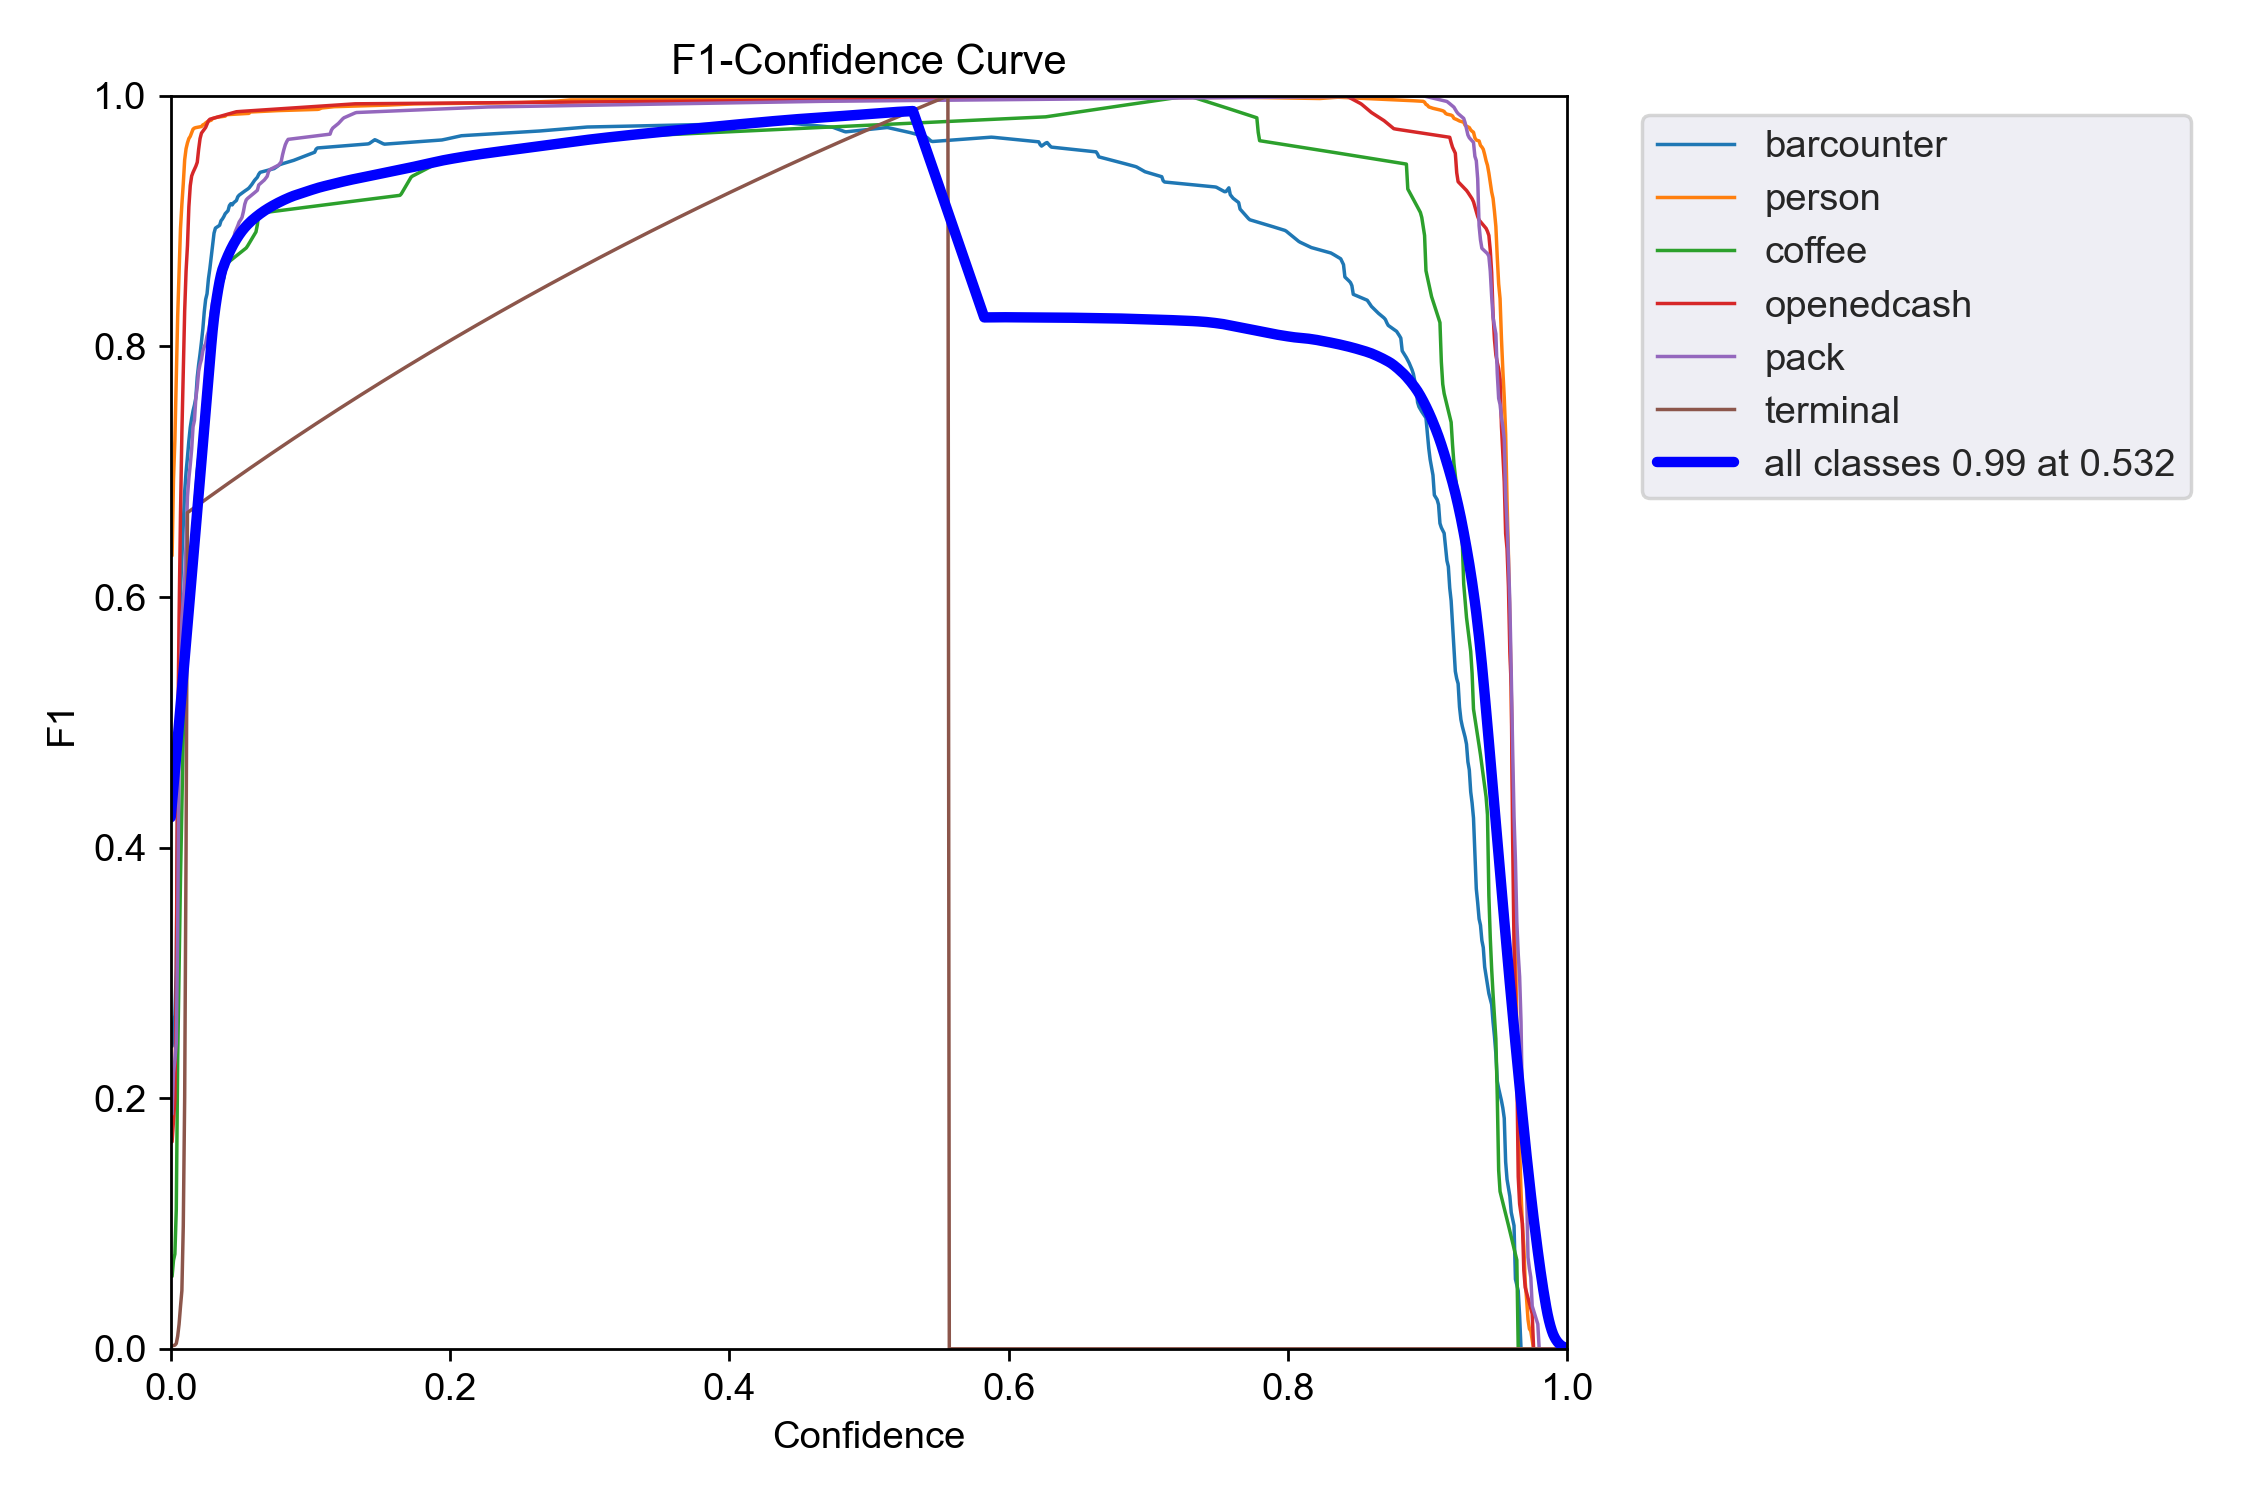 F1-Confidence Curve
1.0
0.8
0.6
0.4
0.2
0.0
F1
0.0 0.2 0.4 0.6 0.8 1.0
Confidence
barcounter
person
coffee
openedcash
pack
terminal
all classes 0.99 at 0.532